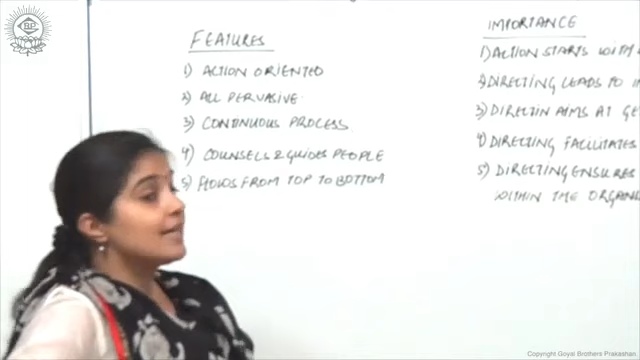 FEATURES
1) ACTION ORIENTED
2) ALL PERVASIVE
3) CONTINUOUS PROCESS
4) COUNSELS & GUIDES PEOPLE
5) FLOWS FROM TOP TO BOTTOM
IMPORTANCE
1) ACTION STARTS WITH
2) DIRECTING LEADS TO
3) DIRECTIN AIMS AT
4) DIRECTING FACILITATES
5) DIRECTING ENSURES
WITHIN THE
Copyright Goyal Brothers Prakashan